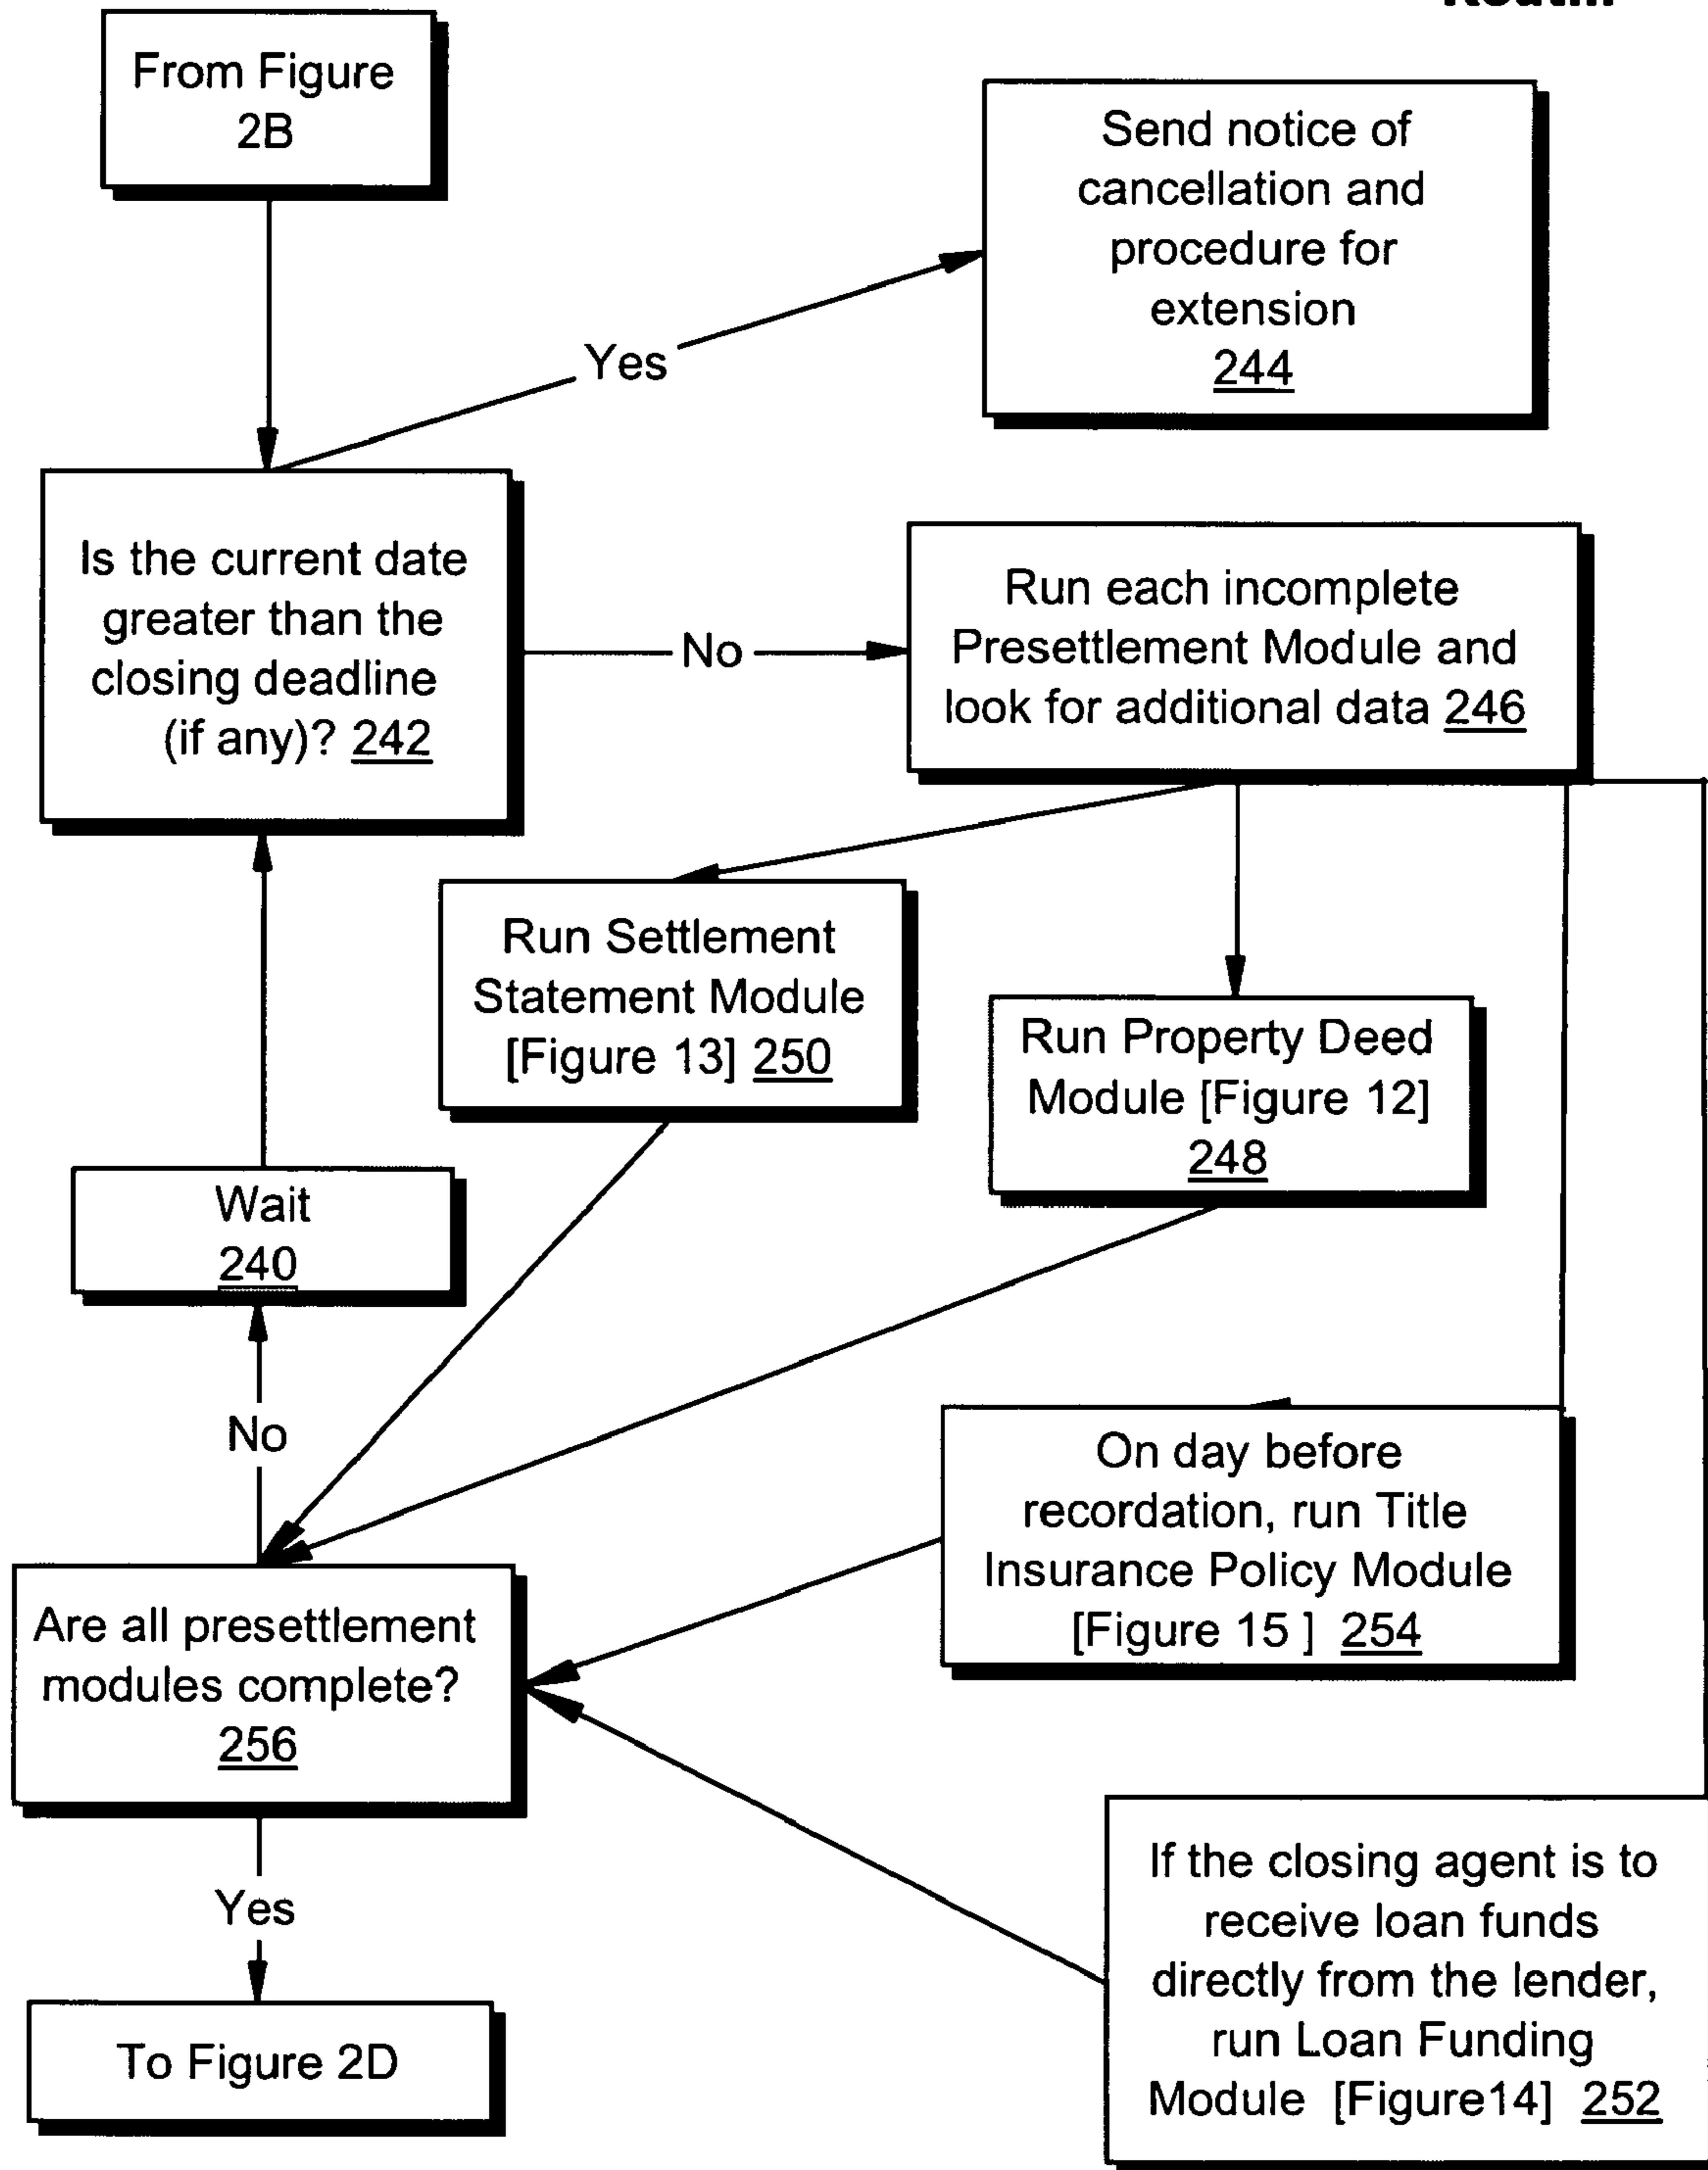 From Figure
2B
Send notice of
cancellation and
procedure for
extension
244
Yes
Is the current date
greater than the
closing deadline
(if any)? 242
No
Run each incomplete
Presettlement Module and
look for additional data 246
Run Settlement
Statement Module
[Figure 13] 250
Run Property Deed
Module [Figure 12]
248
Wait
240
No
On day before
recordation, run Title
Insurance Policy Module
[Figure 15 ] 254
Are all presettlement
modules complete?
256
Yes
If the closing agent is to
receive loan funds
directly from the lender,
run Loan Funding
Module [Figure14] 252
To Figure 2D